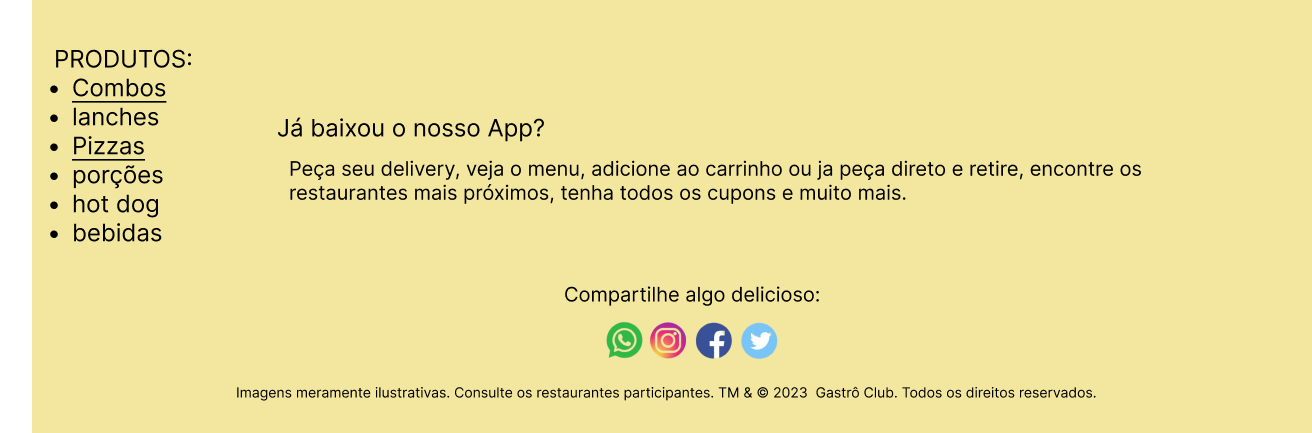 PRODUTOS:
• Combos
• lanches
• Pizzas
• porções
• hot dog
• bebidas
Já baixou o nosso App?
Peça seu delivery, veja o menu, adicione ao carrinho ou ja peça direto e retire, encontre os
restaurantes mais próximos, tenha todos os cupons e muito mais.
Compartilhe algo delicioso:
Imagens meramente ilustrativas. Consulte os restaurantes participantes. TM & © 2023  Gastrô Club. Todos os direitos reservados.